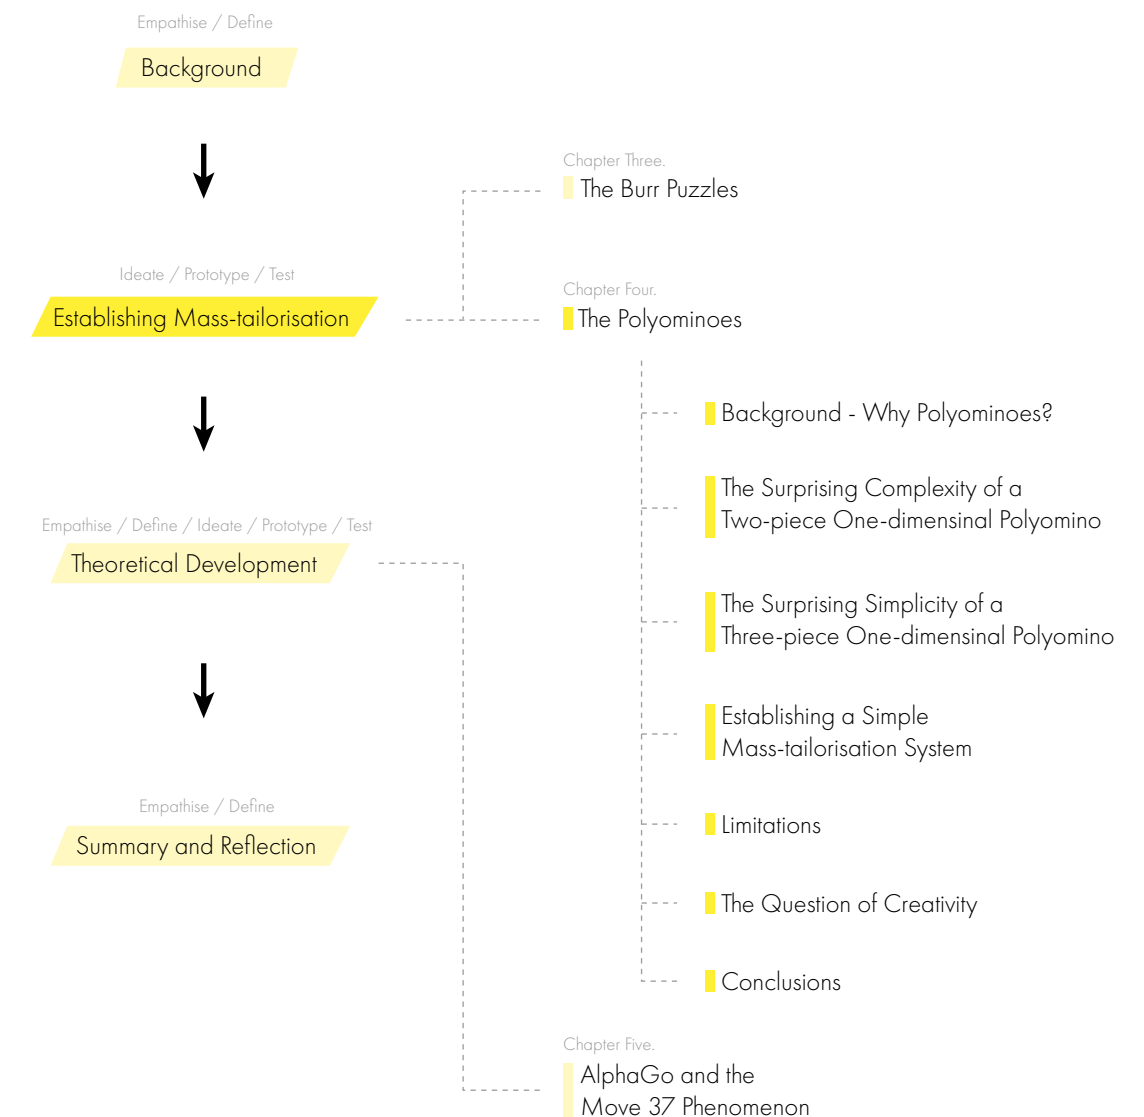 Empathise / Define
Background
Ideate / Prototype / Test
Establishing Mass-tailorisation
Empathise / Define / Ideate / Prototype / Test
Theoretical Development
Empathise / Define
Summary and Reflection
Chapter Three.
The Burr Puzzles
Chapter Four.
The Polyominoes
Background - Why Polyominoes?
The Surprising Complexity of a
Two-piece One-dimensinal Polyomino
The Surprising Simplicity of a
Three-piece One-dimensinal Polyomino
Establishing a Simple
Mass-tailorisation System
Limitations
The Question of Creativity
Conclusions
Chapter Five.
AlphaGo and the
Move 37 Phenomenon